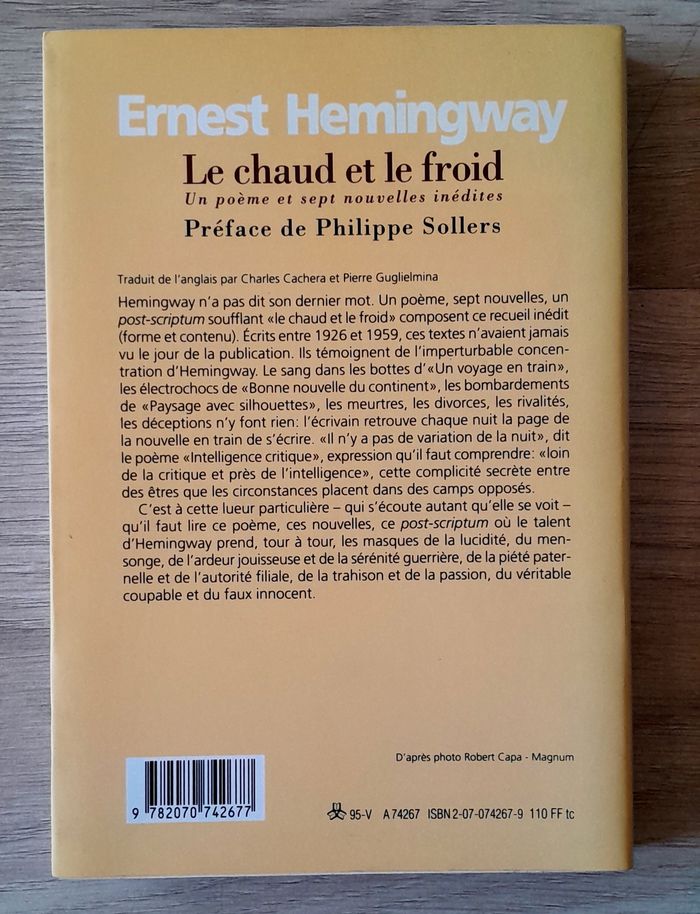 Ernest Hemingway
Le chaud et le froid
Un poème et sept nouvelles inédites
Préface de Philippe Sollers
Traduit de l'anglais par Charles Cachera et Pierre Guglielmina
Hemingway n'a pas dit son dernier mot. Un poème, sept nouvelles, un
post-scriptum soufflant «le chaud et le froid» composent ce recueil inédit
(forme et contenu). Écrits entre 1926 et 1959, ces textes n'avaient jamais
vu le jour de la publication. Ils témoignent de l'imperturbable concen-
tration d'Hemingway. Le sang dans les bottes d'«Un voyage en train»,
les électrochocs de «Bonne nouvelle du continent», les bombardements
de «Paysage avec silhouettes», les meurtres, les divorces, les rivalités,
les déceptions n'y font rien: l'écrivain retrouve chaque nuit la page de
la nouvelle en train de s'écrire. «Il n'y a pas de variation de la nuit», dit
le poème «Intelligence critique», expression qu'il faut comprendre: «loin
de la critique et près de l'intelligence», cette complicité secrète entre
des êtres que les circonstances placent dans des camps opposés.
C'est à cette lueur particulière – qui s'écoute autant qu'elle se voit –
qu'il faut lire ce poème, ces nouvelles, ce post-scriptum où le talent
d'Hemingway prend, tour à tour, les masques de la lucidité, du men-
songe, de l'ardeur jouisseuse et de la sérénité guerrière, de la piété pater-
nelle et de l'autorité filiale, de la trahison et de la passion, du véritable
coupable et du faux innocent.
D'après photo Robert Capa - Magnum
9 782070 742677
95-V A 74267 ISBN 2-07-074267-9 110 FF tc